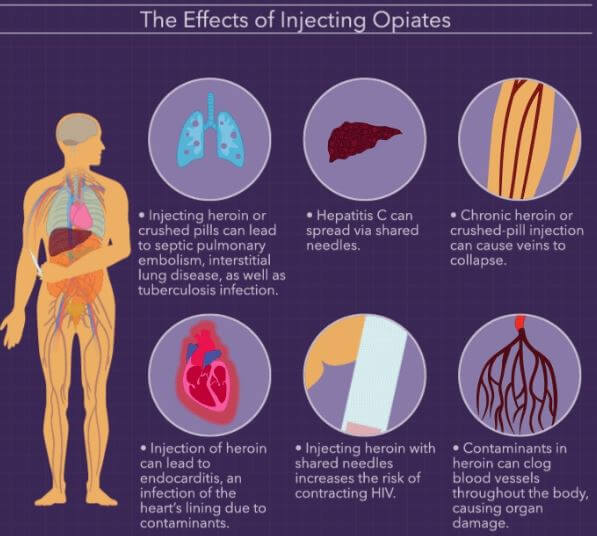 The Effects of Injecting Opiates
• Injecting heroin or
crushed pills can lead
to septic pulmonary
embolism, interstitial
lung disease, as well as
tuberculosis infection.
• Hepatitis C can
spread via shared
needles.
• Chronic heroin or
crushed-pill injection
can cause veins to
collapse.
• Injection of heroin
can lead to
endocarditis, an
infection of the
heart's lining due to
contaminants.
• Injecting heroin with
shared needles
increases the risk of
contracting HIV.
• Contaminants in
heroin can clog
blood vessels
throughout the body,
causing organ
damage.